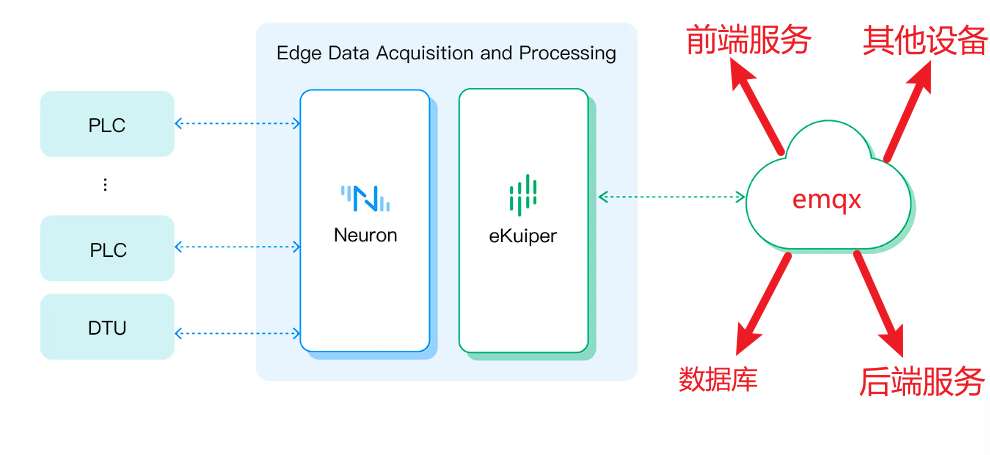 前端服务
其他设备
Edge Data Acquisition and Processing
PLC
⋮
PLC
DTU
Neuron
eKuiper
emqx
数据库
后端服务